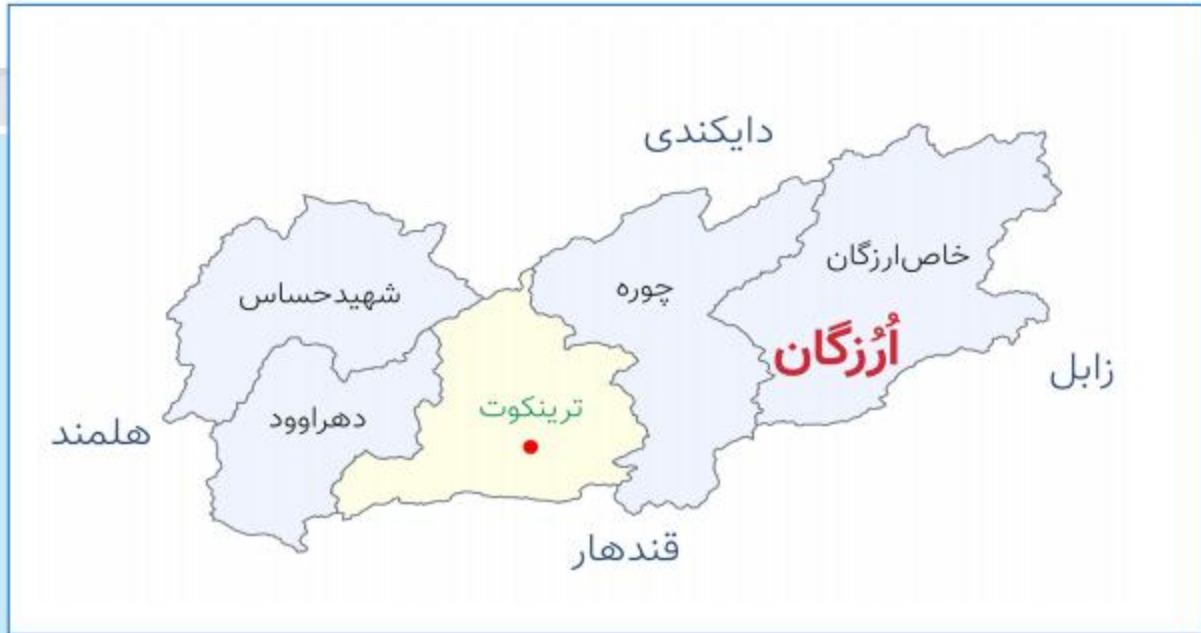 دایکندی
خاص‌ارزگان
شهیدحساس
چوره
اُرُزگان
زابل
ترینکوت
دهراوود
هلمند
قندهار